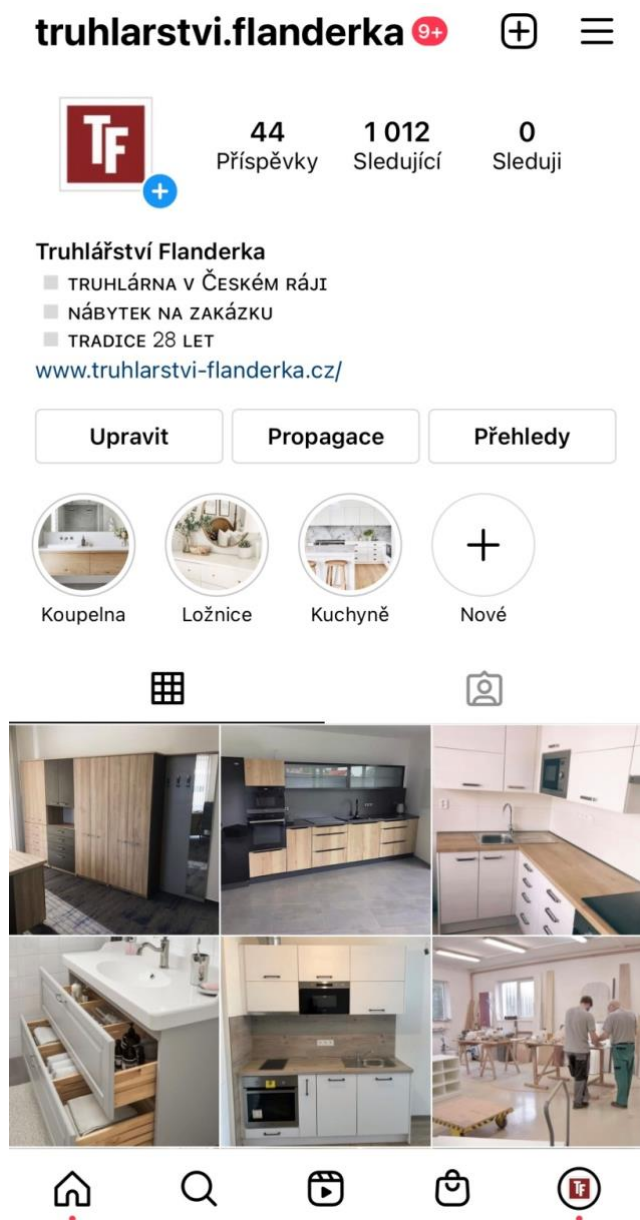 truhlarstvi.flanderka 9+
TF
44 1 012 0
Příspěvky Sledující Sleduji
Truhlářství Flanderka
TRUHLÁRNA V ČESKÉM RÁJI
NÁBYTEK NA ZAKÁZKU
TRADICE 28 LET
www.truhlarstvi-flanderka.cz/
Upravit Propagace Přehledy
Koupelna Ložnice Kuchyně Nové
TF